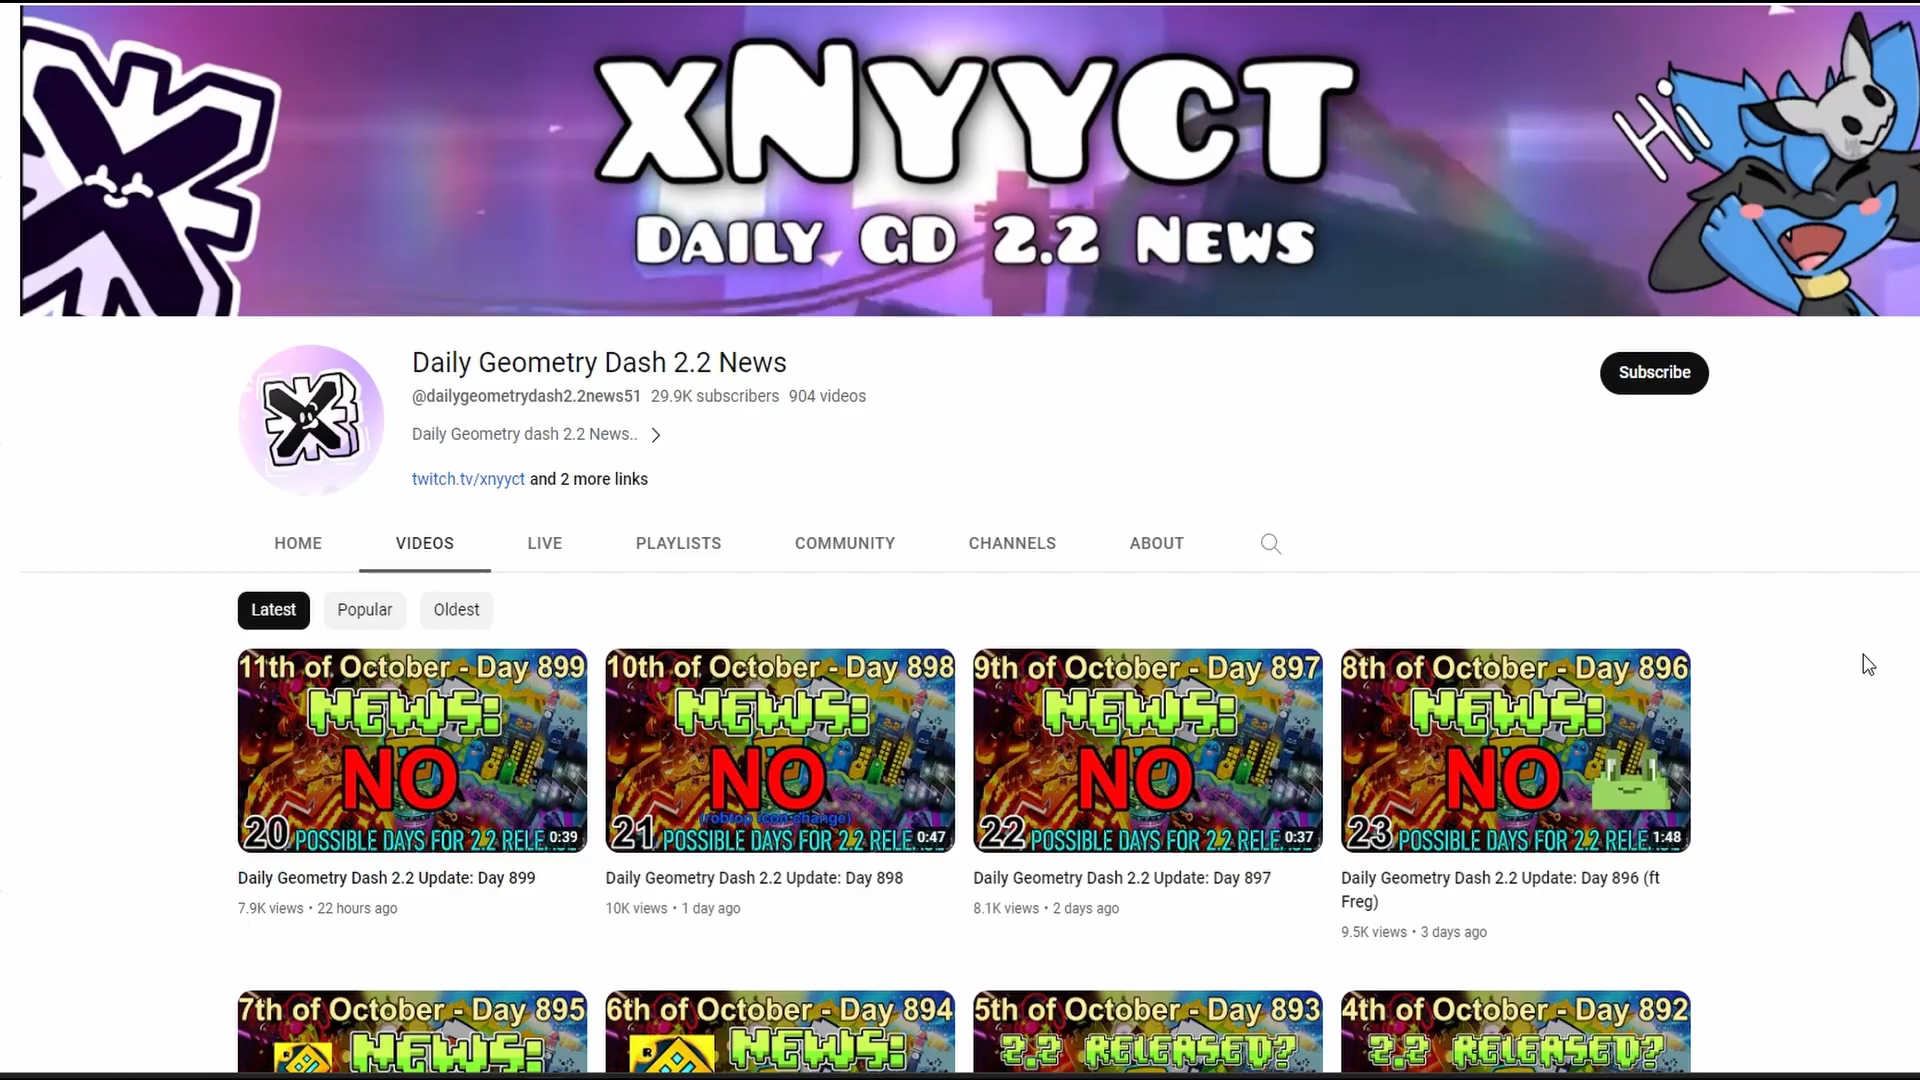 xNYYCT
DAILY GD 2.2 NEWS
Hi
Daily Geometry Dash 2.2 News
@dailygeometrydash2.2news51 29.9K subscribers 904 videos
Daily Geometry dash 2.2 News..
twitch.tv/xnyyct and 2 more links
Subscribe
HOME VIDEOS LIVE PLAYLISTS COMMUNITY CHANNELS ABOUT
Latest Popular Oldest
11th of October - Day 899
NEWS:
NO
20 POSSIBLE DAYS FOR 2.2 RELE
0:39
Daily Geometry Dash 2.2 Update: Day 899
7.9K views • 22 hours ago
10th of October - Day 898
NEWS:
NO
(robtop icon change)
21 POSSIBLE DAYS FOR 2.2 RELE
0:47
Daily Geometry Dash 2.2 Update: Day 898
10K views • 1 day ago
9th of October - Day 897
NEWS:
NO
22 POSSIBLE DAYS FOR 2.2 RELE
0:37
Daily Geometry Dash 2.2 Update: Day 897
8.1K views • 2 days ago
8th of October - Day 896
NEWS:
NO
23 POSSIBLE DAYS FOR 2.2 RELE
1:48
Daily Geometry Dash 2.2 Update: Day 896 (ft
Freg)
9.5K views • 3 days ago
7th of October - Day 895
NEWS:
6th of October - Day 894
NEWS:
5th of October - Day 893
2.2 RELEASED?
4th of October - Day 892
2.2 RELEASED?